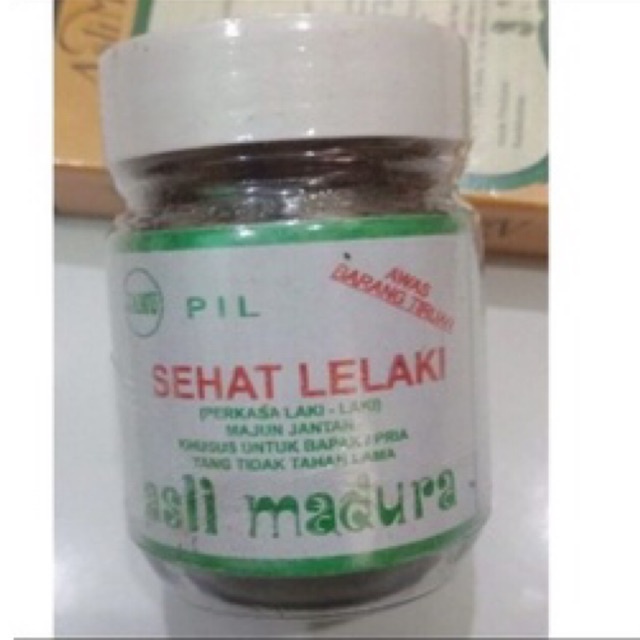 JAMU
PIL
AWAS
BARANG TIRUAN
SEHAT LELAKI
(PERKASA LAKI - LAKI)
MAJUN JANTAN
KHUSUS UNTUK BAPAK / PRIA
YANG TIDAK TAHAN LAMA
asli madura